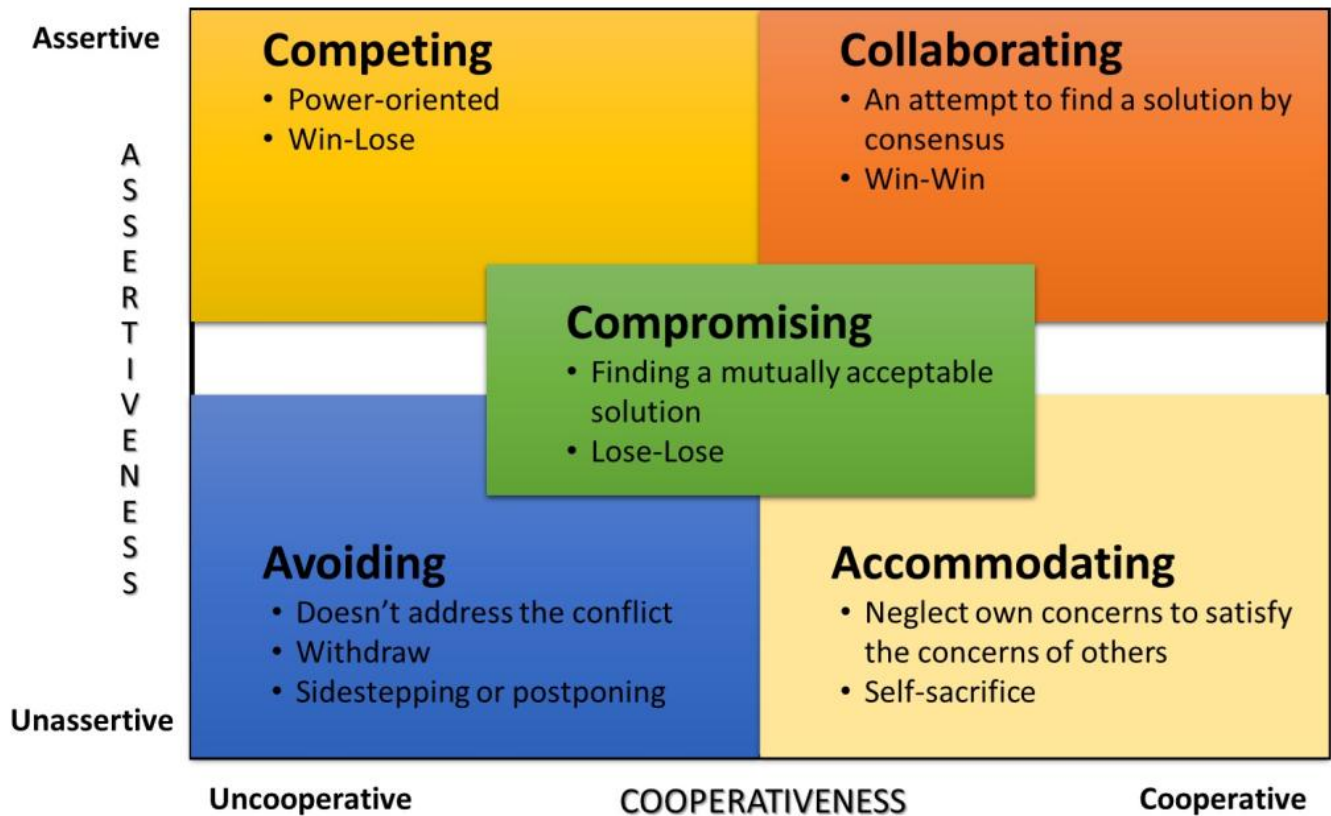 Assertive
ASSERTIVENESS
Unassertive
Competing
• Power-oriented
• Win-Lose
Collaborating
• An attempt to find a solution by
consensus
• Win-Win
Compromising
• Finding a mutually acceptable
solution
• Lose-Lose
Avoiding
• Doesn’t address the conflict
• Withdraw
• Sidestepping or postponing
Accommodating
• Neglect own concerns to satisfy
the concerns of others
• Self-sacrifice
Uncooperative
COOPERATIVENESS
Cooperative